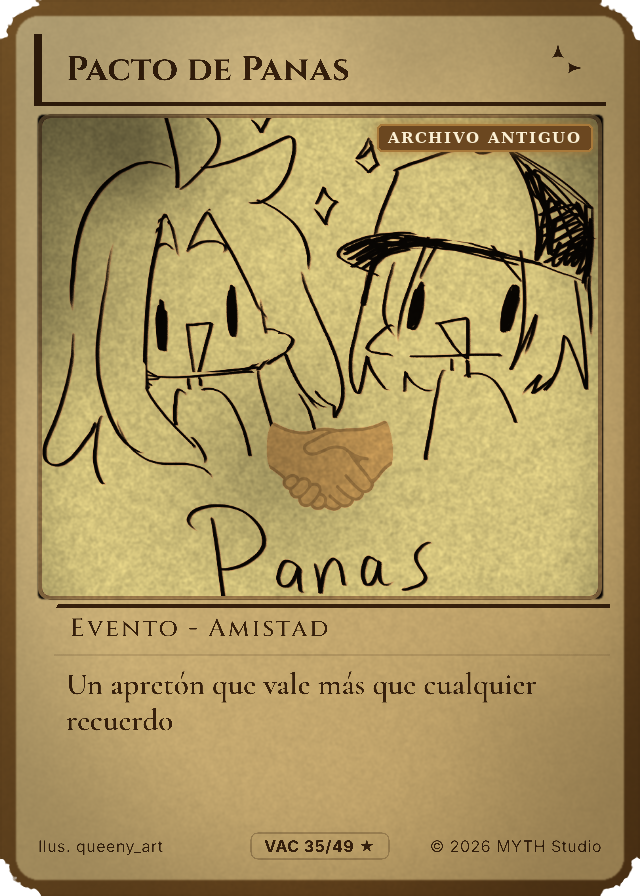 Pacto de Panas
ARCHIVO ANTIGUO
Panas
Evento - Amistad
Un apretón que vale más que cualquier
recuerdo
Ilus. queeny_art
VAC 35/49 ★
© 2026 MYTH Studio